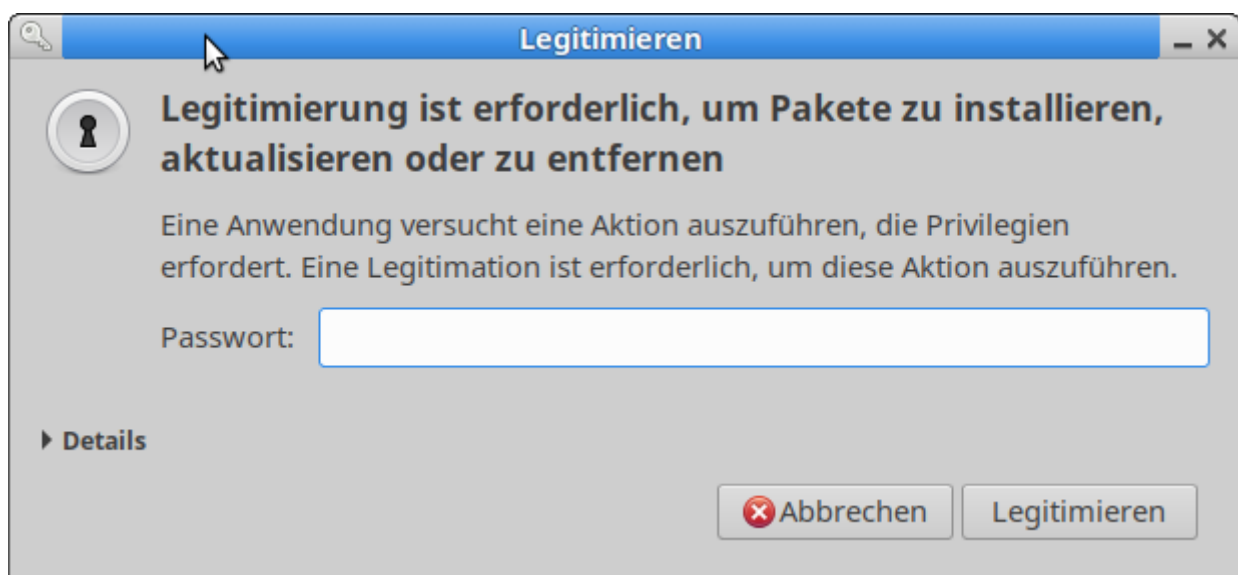 Legitimieren
Legitimierung ist erforderlich, um Pakete zu installieren,
aktualisieren oder zu entfernen
Eine Anwendung versucht eine Aktion auszuführen, die Privilegien
erfordert. Eine Legitimation ist erforderlich, um diese Aktion auszuführen.
Passwort:
Details
Abbrechen Legitimieren